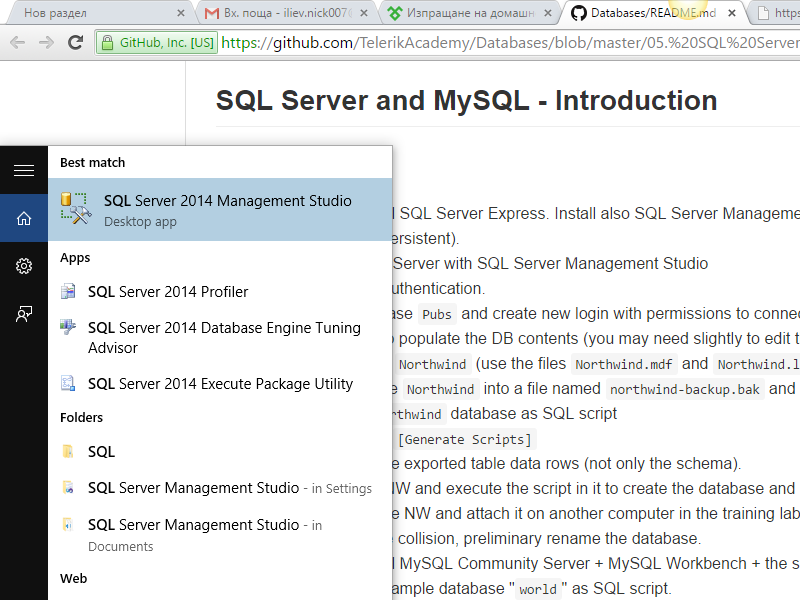 Нов раздел
Вх. поща - iliev.nick007
Изпращане на домашн
Databases/README.md
https
GitHub, Inc. [US]
https://github.com/TelerikAcademy/Databases/blob/master/05.%20SQL%20Server
SQL Server and MySQL - Introduction
Best match
SQL Server 2014 Management Studio
Desktop app
Apps
SQL Server 2014 Profiler
SQL Server 2014 Database Engine Tuning
Advisor
SQL Server 2014 Execute Package Utility
Folders
SQL
SQL Server Management Studio - in Settings
SQL Server Management Studio - in
Documents
Web
SQL Server Express. Install also SQL Server Manageme
ersistent).
Server with SQL Server Management Studio
uthentication.
ase Pubs and create new login with permissions to connec
populate the DB contents (you may need slightly to edit t
Northwind (use the files Northwind.mdf and Northwind.l
e Northwind into a file named northwind-backup.bak and
rthwind database as SQL script
[Generate Scripts]
e exported table data rows (not only the schema).
NW and execute the script in it to create the database and
e NW and attach it on another computer in the training lab
collision, preliminary rename the database.
MySQL Community Server + MySQL Workbench + the s
ample database "world" as SQL script.